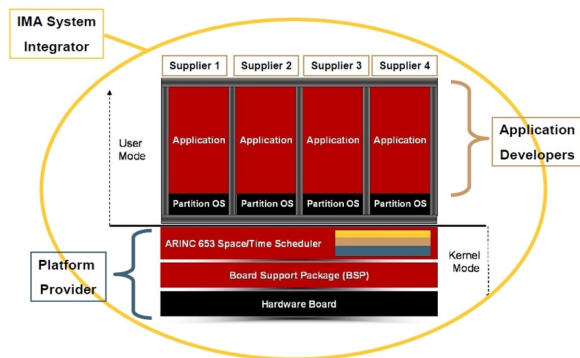 IMA System
Integrator
Supplier 1
Supplier 2
Supplier 3
Supplier 4
User
Mode
Application
Application
Application
Application
Application
Developers
Partition OS
Partition OS
Partition OS
Partition OS
ARINC 653 Space/Time Scheduler
Kernel
Mode
Platform
Provider
Board Support Package (BSP)
Hardware Board